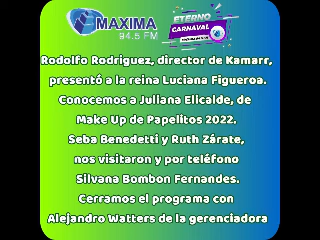 MAXIMA
94.5 FM
ETERNO
CARNAVAL
Rodolfo Rodriguez, director de Kamarr,
presentó a la reina Luciana Figueroa.
Conocemos a Juliana Elicalde, de
Make Up de Papelitos 2022.
Seba Benedetti y Ruth Zárate,
nos visitaron y por teléfono
Silvana Bombon Fernandes.
Cerramos el programa con
Alejandro Watters de la gerenciadora